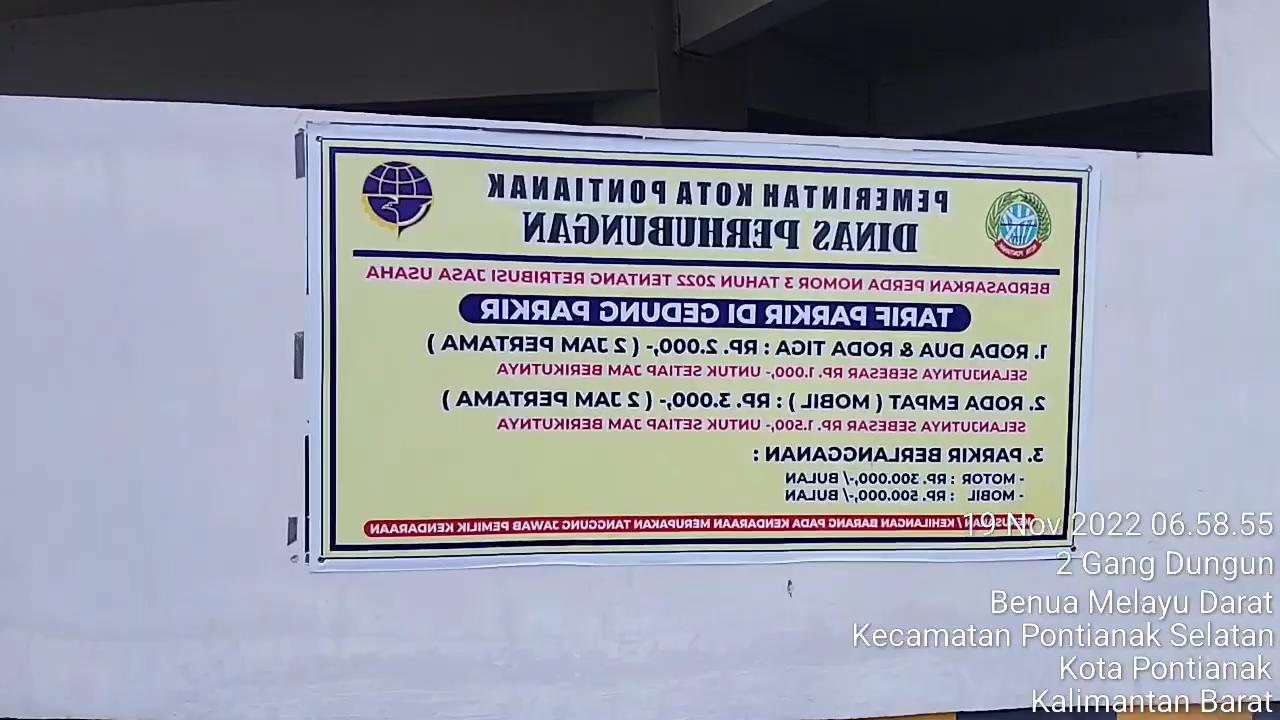 PEMERINTAH KOTA PONTIANAK
DINAS PERHUBUNGAN
BERDASARKAN PERDA NOMOR 3 TAHUN 2022 TENTANG RETRIBUSI JASA USAHA
TARIF PARKIR DI GEDUNG PARKIR
1. RODA DUA & RODA TIGA : RP. 2.000,- ( 2 JAM PERTAMA )
SELANJUTNYA SEBESAR RP. 1.000,- UNTUK SETIAP JAM BERIKUTNYA
2. RODA EMPAT ( MOBIL ) : RP. 3.000,- ( 2 JAM PERTAMA )
SELANJUTNYA SEBESAR RP. 1.500,- UNTUK SETIAP JAM BERIKUTNYA
3. PARKIR BERLANGGANAN :
- MOTOR : RP. 300.000,-/ BULAN
- MOBIL : RP. 500.000,-/ BULAN
/ KEHILANGAN BARANG PADA KENDARAAN MERUPAKAN TANGGUNG JAWAB PEMILIK KENDARAAN
19 Nov 2022 06.58.55
2 Gang Dungun
Benua Melayu Darat
Kecamatan Pontianak Selatan
Kota Pontianak
Kalimantan Barat